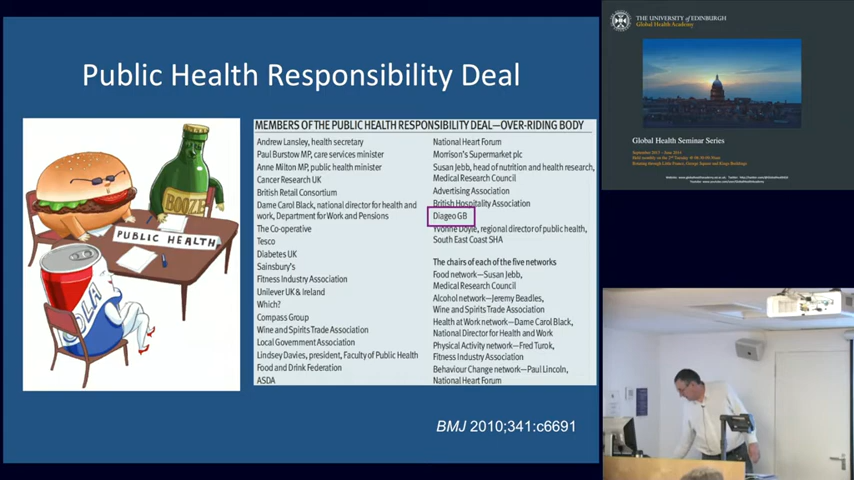 Public Health Responsibility Deal
BOOZE
PUBLIC HEALTH
OLA
MEMBERS OF THE PUBLIC HEALTH RESPONSIBILITY DEAL—OVER-RIDING BODY
Andrew Lansley, health secretary
Paul Burstow MP, care services minister
Anne Milton MP, public health minister
Cancer Research UK
British Retail Consortium
Dame Carol Black, national director for health and
work, Department for Work and Pensions
The Co-operative
Tesco
Diabetes UK
Sainsbury's
Fitness Industry Association
Unilever UK & Ireland
Which?
Compass Group
Wine and Spirits Trade Association
Local Government Association
Lindsey Davies, president, Faculty of Public Health
Food and Drink Federation
ASDA
National Heart Forum
Morrison's Supermarket plc
Susan Jebb, head of nutrition and health research,
Medical Research Council
Advertising Association
British Hospitality Association
Diageo GB
Yvonne Doyle, regional director of public health,
South East Coast SHA
The chairs of each of the five networks
Food network—Susan Jebb,
Medical Research Council
Alcohol network—Jeremy Beadles,
Wine and Spirits Trade Association
Health at Work network—Dame Carol Black,
National Director for Health and Work
Physical Activity network—Fred Turok,
Fitness Industry Association
Behaviour Change network—Paul Lincoln,
National Heart Forum
BMJ 2010;341:c6691
THE UNIVERSITY OF EDINBURGH
Global Health Academy
Global Health Seminar Series